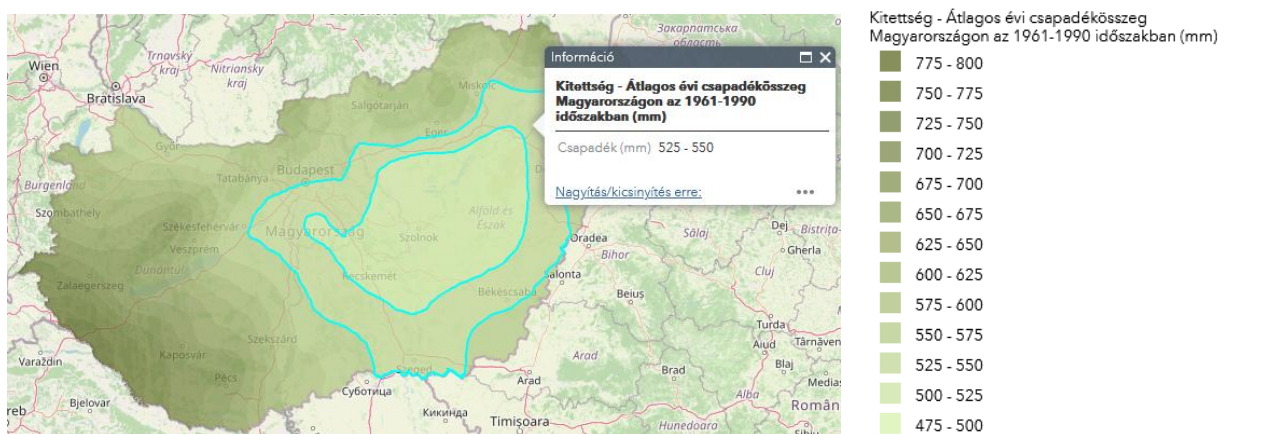 Закарпатська
область
Trnavský
kraj
Nitriansky
kraj
Wien
Bratislava
Miskolc
Salgótarján
Eger
Győr
Tatabánya
Budapest
Burgenland
Szombathely
Székesfehérvár
Veszprém
Magyarország
Alföld és
Észak
Szolnok
Dunántúl
Zalaegerszeg
Kecskemét
Békéscsaba
Szekszárd
Kaposvár
Pécs
Szeged
Varaždin
Bjelovar
reb
Суботица
Кикинда
Timișoara
Arad
Arad
Oradea
Bihor
Salonta
Beiuș
Sălaj
Dej
Bistrița-
Gherla
Cluj
Turda
Aiud
Târnăven
Brad
Blaj
Medias
Alba
Român
Hunedoara
Sibiu
Információ
Kitettség - Átlagos évi csapadékösszeg
Magyarországon az 1961-1990
időszakban (mm)
Csapadék (mm) 525 - 550
Nagyítás/kicsinyítés erre:
Kitettség - Átlagos évi csapadékösszeg
Magyarországon az 1961-1990 időszakban (mm)
775 - 800
750 - 775
725 - 750
700 - 725
675 - 700
650 - 675
625 - 650
600 - 625
575 - 600
550 - 575
525 - 550
500 - 525
475 - 500